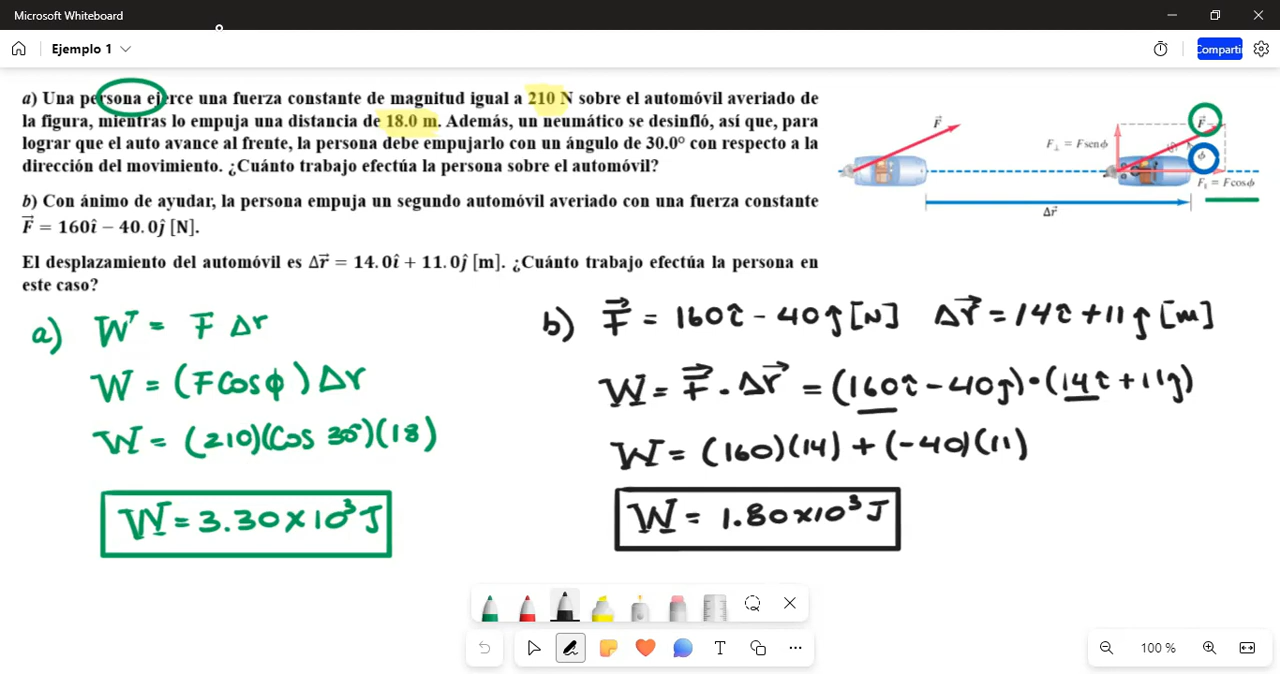 Microsoft Whiteboard
Ejemplo 1
Compartir
a) Una persona ejerce una fuerza constante de magnitud igual a 210 N sobre el automóvil averiado de
la figura, mientras lo empuja una distancia de 18.0 m. Además, un neumático se desinfló, así que, para
lograr que el auto avance al frente, la persona debe empujarlo con un ángulo de 30.0° con respecto a la
dirección del movimiento. ¿Cuánto trabajo efectúa la persona sobre el automóvil?
b) Con ánimo de ayudar, la persona empuja un segundo automóvil averiado con una fuerza constante
F⃗ = 160î − 40.0ĵ [N].
El desplazamiento del automóvil es Δr⃗ = 14.0î + 11.0ĵ [m]. ¿Cuánto trabajo efectúa la persona en
este caso?
F⃗
F⊥ = Fsenϕ
F⃗
ϕ
F∥ = Fcosϕ
Δr⃗
a) W = F Δr
W = (F Cos ϕ) Δr
W = (210)(Cos 30°)(18)
W = 3.30 × 10³ J
b) F⃗ = 160î - 40ĵ [N] Δr⃗ = 14î + 11ĵ [m]
W = F⃗ · Δr⃗ = (160î - 40ĵ) · (14î + 11ĵ)
W = (160)(14) + (-40)(11)
W = 1.80×10³ J
100 %